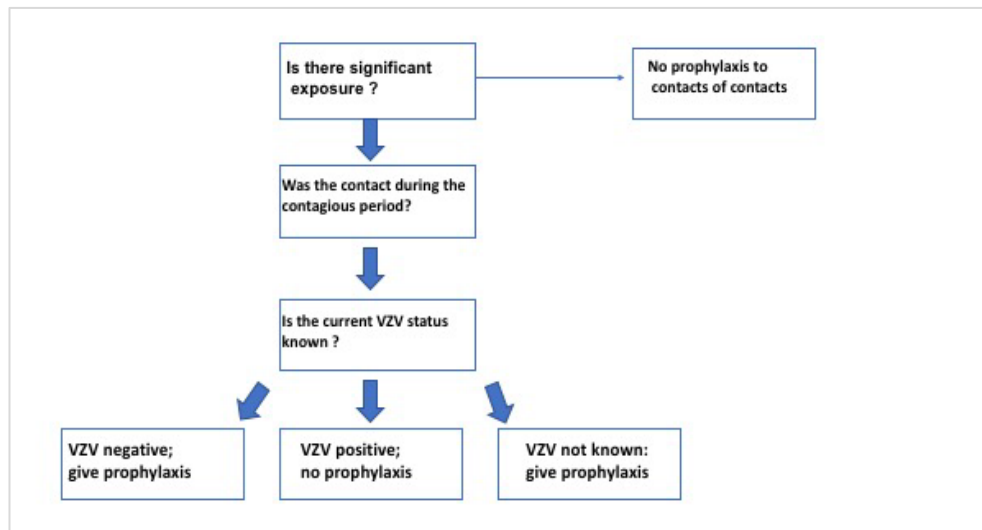 Is there significant
exposure ?
No prophylaxis to
contacts of contacts
Was the contact during the
contagious period?
Is the current VZV status
known ?
VZV negative;
give prophylaxis
VZV positive;
no prophylaxis
VZV not known:
give prophylaxis